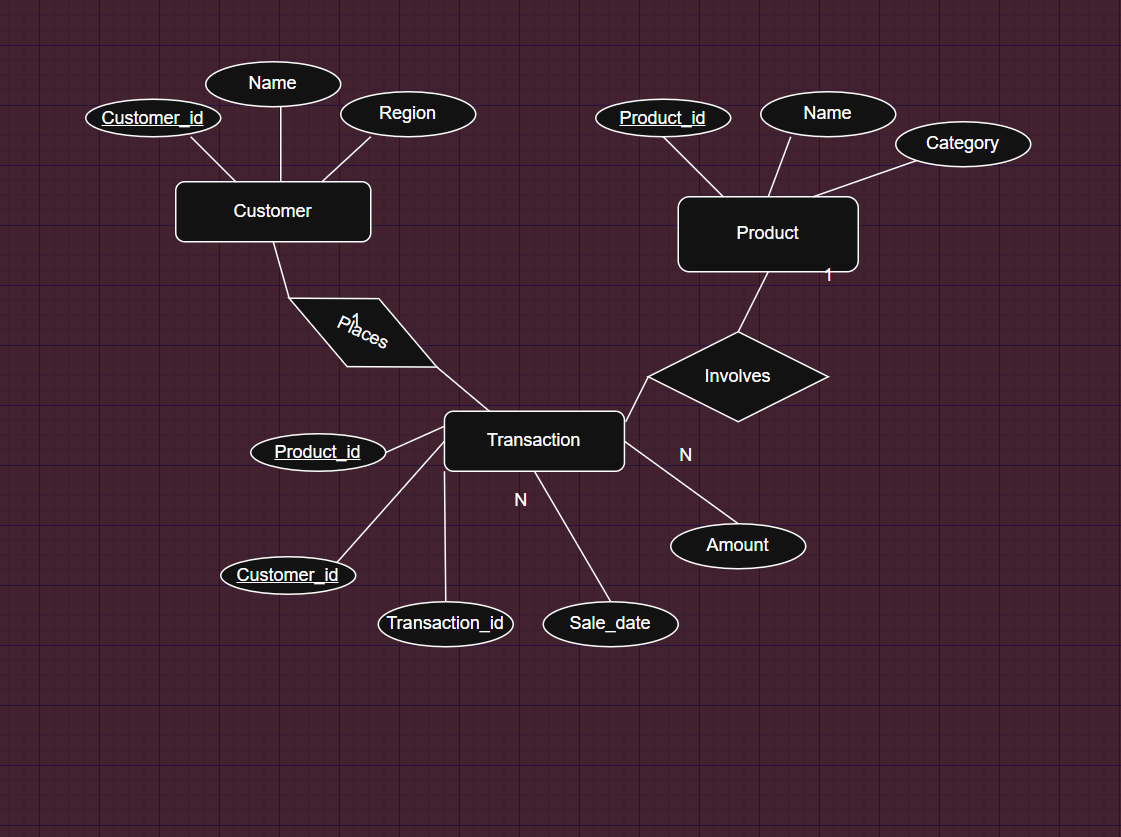 Name
Customer_id
Region
Customer
Product_id
Name
Category
Product
1
1
Places
Involves
Transaction
Product_id
N
N
Customer_id
Amount
Transaction_id
Sale_date